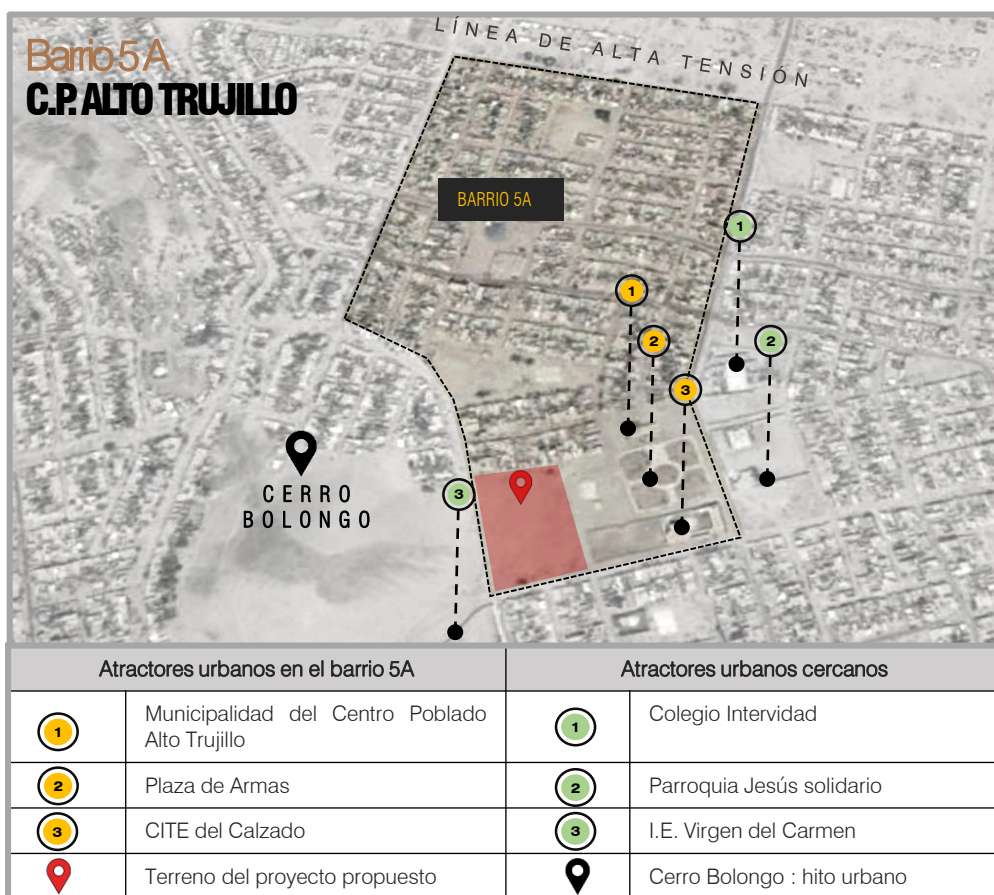 LÍNEA DE ALTA TENSIÓN
Barrio 5A
C.P. ALTO TRUJILLO
BARRIO 5A
1
1
2
2
3
CERRO
BOLONGO
3
Atractores urbanos en el barrio 5A
Atractores urbanos cercanos
1
Municipalidad del Centro Poblado
Alto Trujillo
1
Colegio Intervidad
2
Plaza de Armas
2
Parroquia Jesús solidario
3
CITE del Calzado
3
I.E. Virgen del Carmen
Terreno del proyecto propuesto
Cerro Bolongo : hito urbano